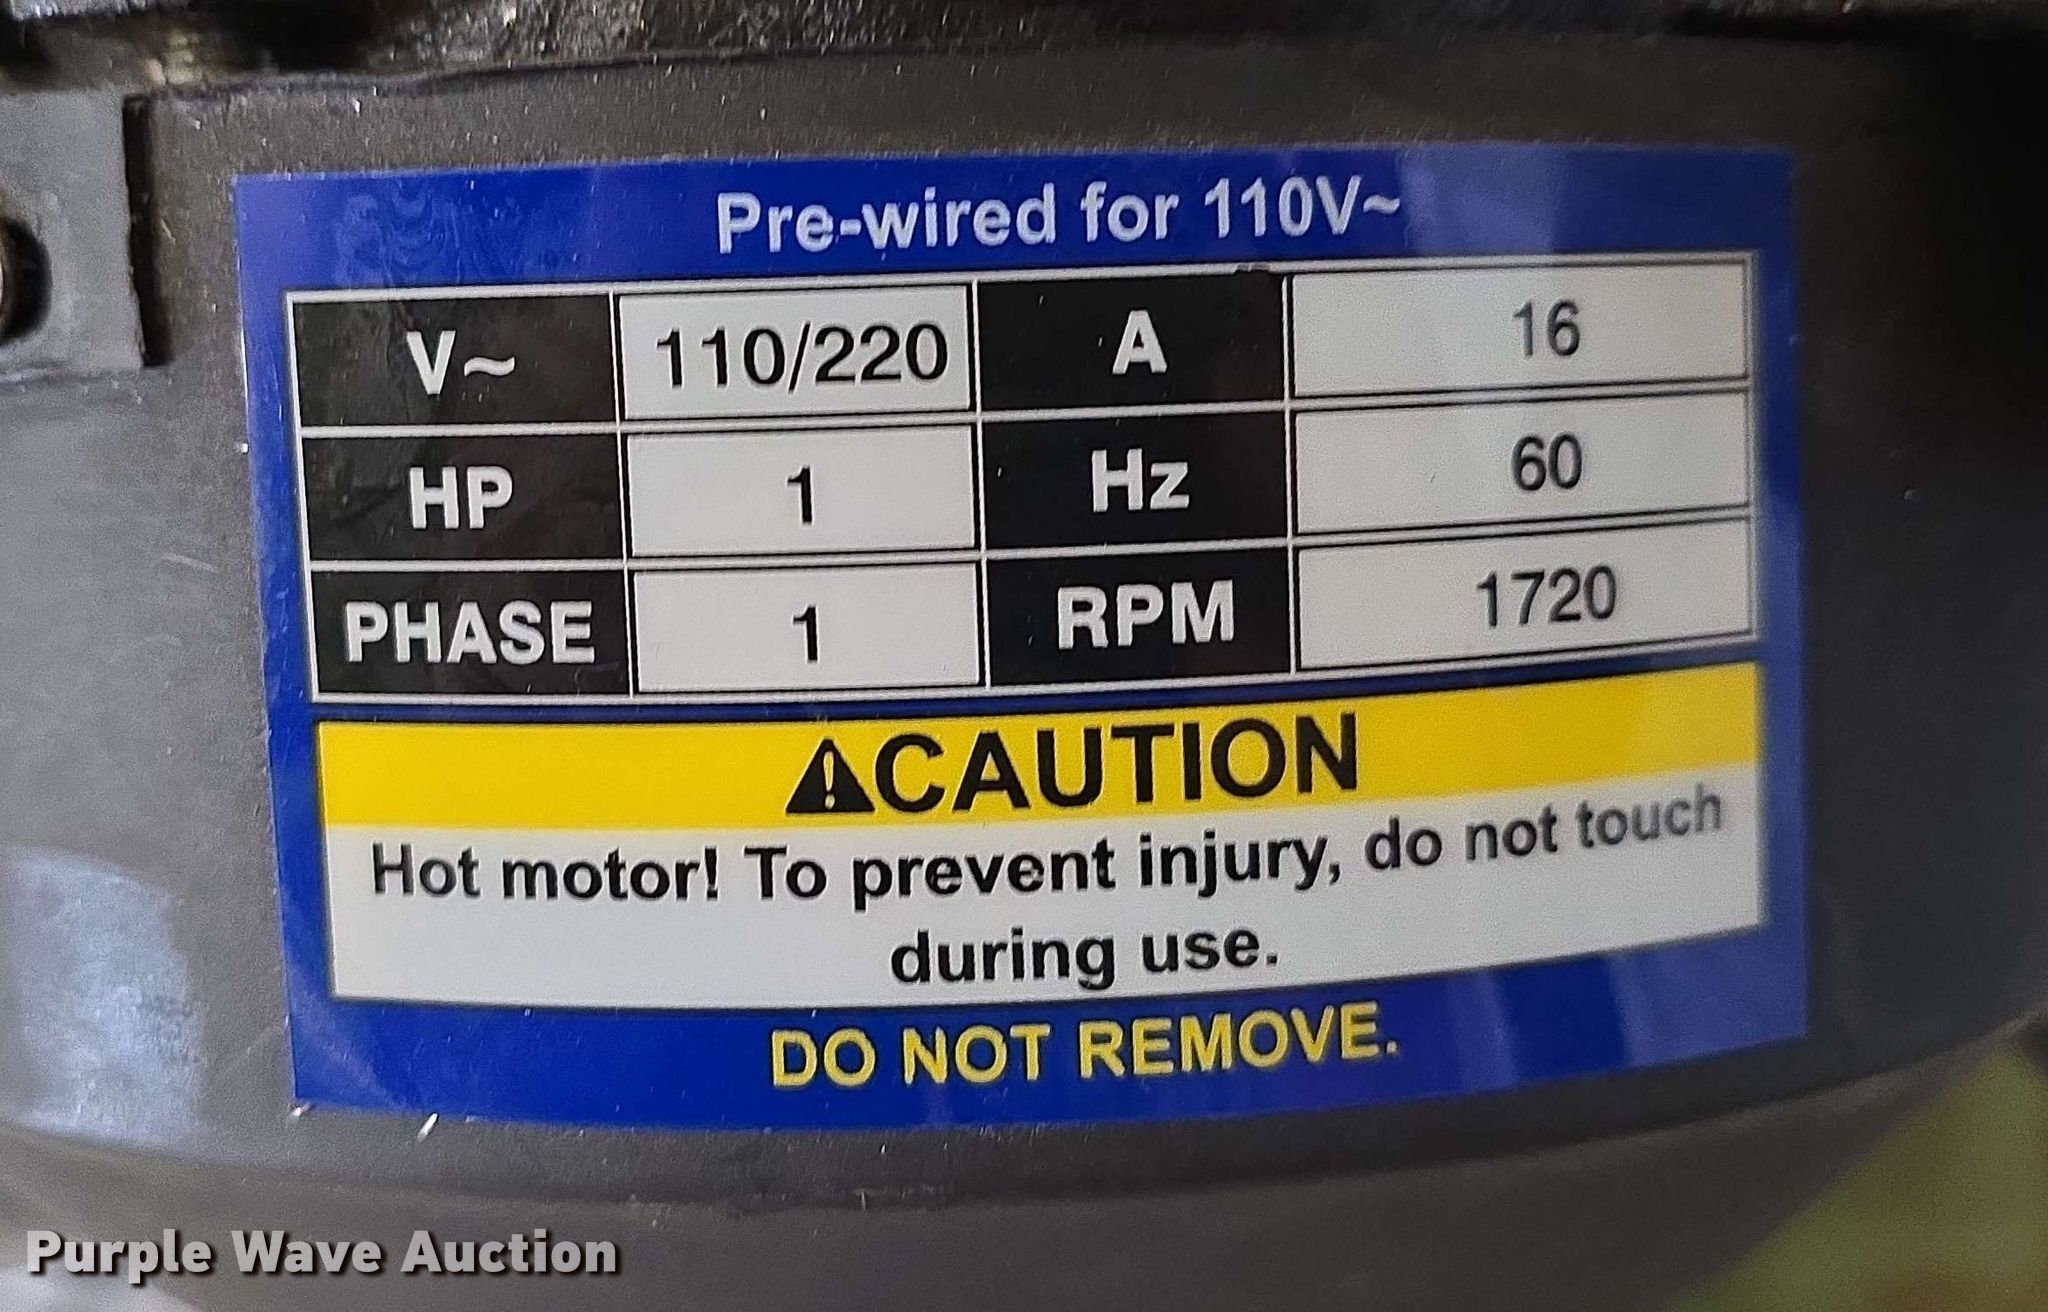 Pre-wired for 110V~
V~ 110/220 A 16
HP 1 Hz 60
PHASE 1 RPM 1720
CAUTION
Hot motor! To prevent injury, do not touch
during use.
DO NOT REMOVE.
Purple Wave Auction